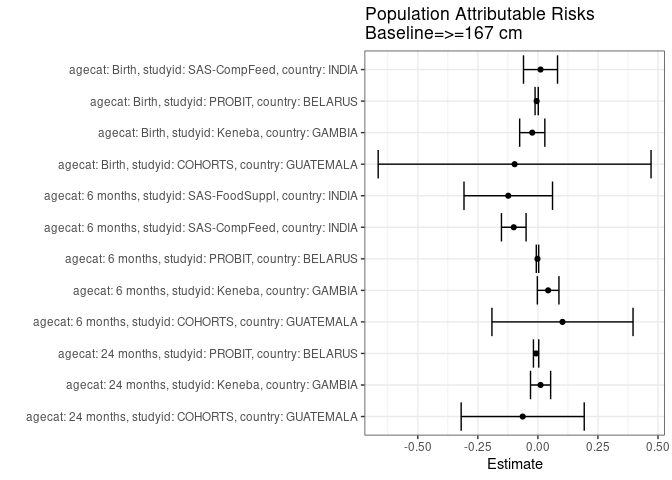 Population Attributable Risks
Baseline=>=167 cm
agecat: Birth, studyid: SAS-CompFeed, country: INDIA
agecat: Birth, studyid: PROBIT, country: BELARUS
agecat: Birth, studyid: Keneba, country: GAMBIA
agecat: Birth, studyid: COHORTS, country: GUATEMALA
agecat: 6 months, studyid: SAS-FoodSuppl, country: INDIA
agecat: 6 months, studyid: SAS-CompFeed, country: INDIA
agecat: 6 months, studyid: PROBIT, country: BELARUS
agecat: 6 months, studyid: Keneba, country: GAMBIA
agecat: 6 months, studyid: COHORTS, country: GUATEMALA
agecat: 24 months, studyid: PROBIT, country: BELARUS
agecat: 24 months, studyid: Keneba, country: GAMBIA
agecat: 24 months, studyid: COHORTS, country: GUATEMALA
-0.50 -0.25 0.00 0.25 0.50
Estimate